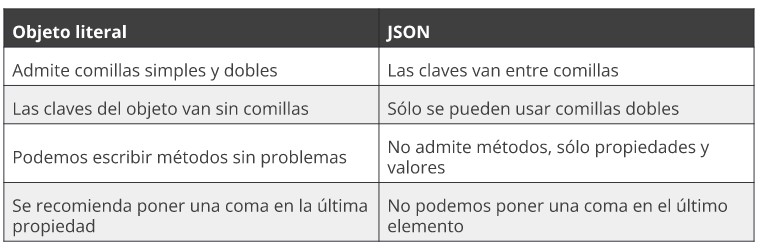 Objeto literal JSON
Admite comillas simples y dobles Las claves van entre comillas
Las claves del objeto van sin comillas Sólo se pueden usar comillas dobles
Podemos escribir métodos sin problemas No admite métodos, sólo propiedades y
valores
Se recomienda poner una coma en la última No podemos poner una coma en el último
propiedad elemento